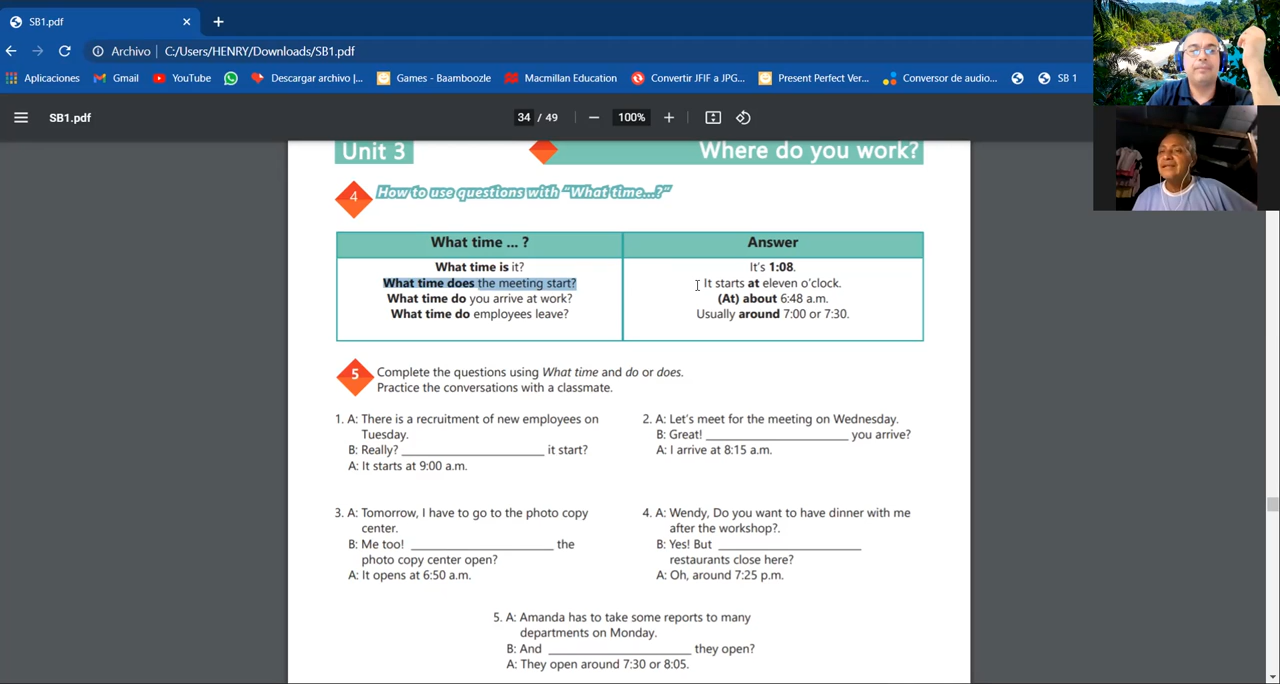 SB1.pdf
Archivo
C:/Users/HENRY/Downloads/SB1.pdf
Aplicaciones
Gmail
YouTube
Descargar archivo |...
Games - Baamboozle
Macmillan Education
Convertir JFIF a JPG...
Present Perfect Ver...
Conversor de audio...
SB 1
SB1.pdf
34 / 49
100%
Unit 3
Where do you work?
4
How to use questions with “What time...?”
What time ... ?
Answer
What time is it?
It's 1:08.
What time does the meeting start?
It starts at eleven o'clock.
What time do you arrive at work?
(At) about 6:48 a.m.
What time do employees leave?
Usually around 7:00 or 7:30.
5
Complete the questions using What time and do or does.
Practice the conversations with a classmate.
1. A: There is a recruitment of new employees on
Tuesday.
B: Really? ____________________ it start?
A: It starts at 9:00 a.m.
2. A: Let's meet for the meeting on Wednesday.
B: Great! ____________________ you arrive?
A: I arrive at 8:15 a.m.
3. A: Tomorrow, I have to go to the photo copy
center.
B: Me too! ____________________ the
photo copy center open?
A: It opens at 6:50 a.m.
4. A: Wendy, Do you want to have dinner with me
after the workshop?.
B: Yes! But ____________________
restaurants close here?
A: Oh, around 7:25 p.m.
5. A: Amanda has to take some reports to many
departments on Monday.
B: And ____________________ they open?
A: They open around 7:30 or 8:05.